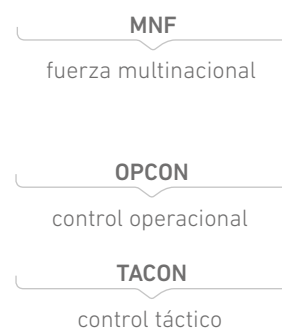 MNF
fuerza multinacional
OPCON
control operacional
TACON
control táctico